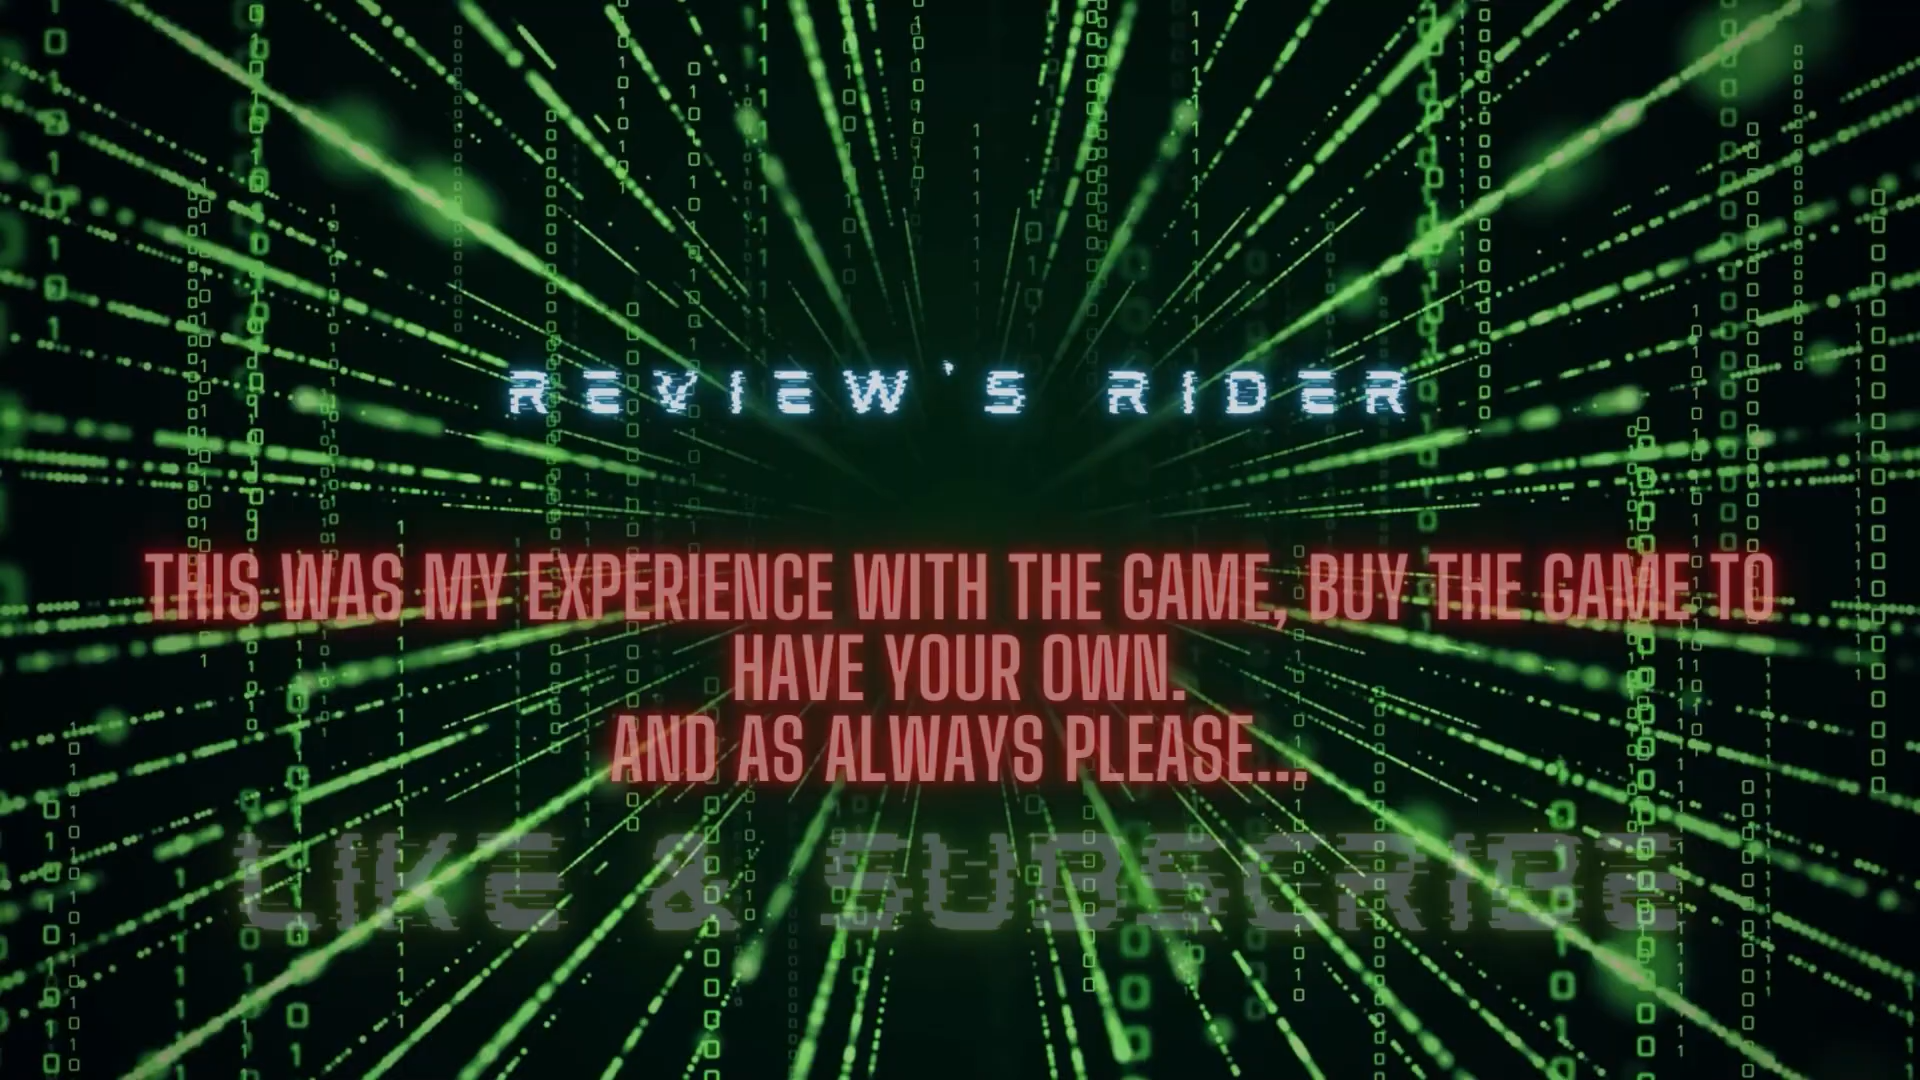 REVIEW'S RIDER
THIS WAS MY EXPERIENCE WITH THE GAME, BUY THE GAME TO
HAVE YOUR OWN.
AND AS ALWAYS PLEASE...
LIKE & SUBSCRIBE